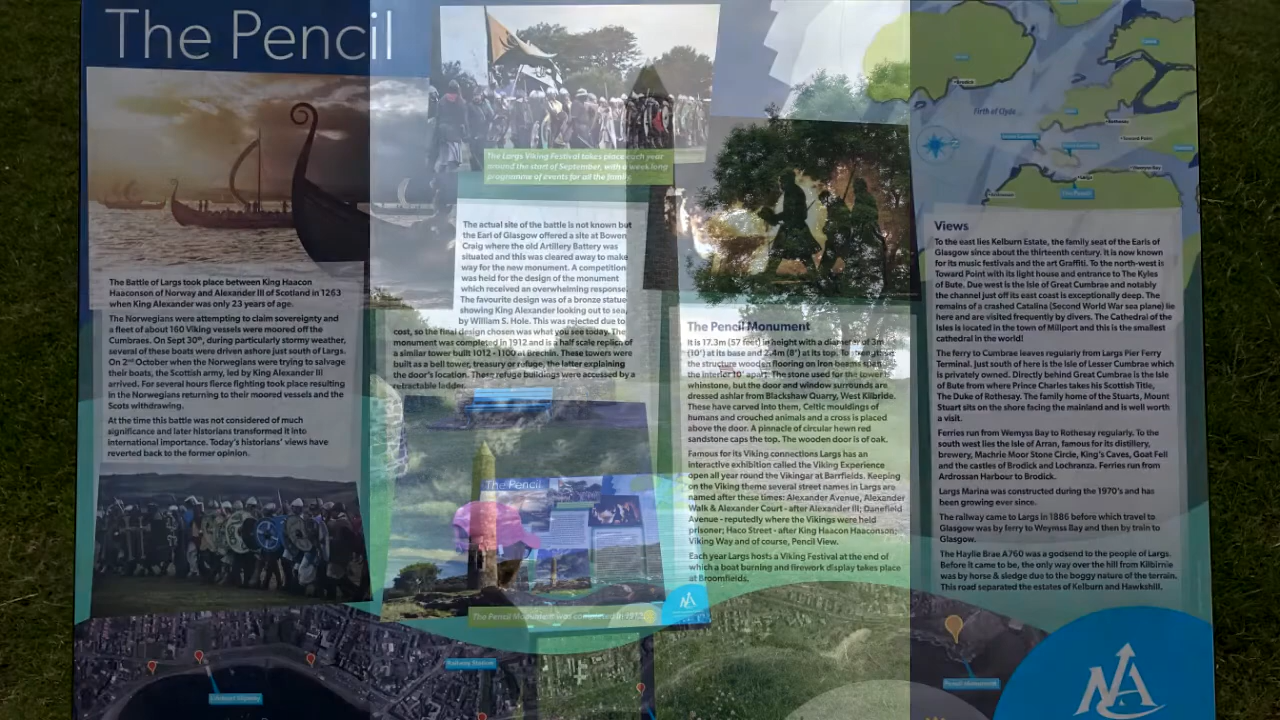 The Pencil
The Battle of Largs took place between King Haacon
Haaconson of Norway and Alexander III of Scotland in 1263
when King Alexander was only 23 years of age.
The Norwegians were attempting to claim sovereignty and
a fleet of about 160 Viking vessels were moored off the
Cumbraes. On Sept 30th, during particularly stormy weather,
several of these boats were driven ashore just south of Largs.
On 2nd October when the Norwegians were trying to salvage
their boats, the Scottish army, led by King Alexander III
arrived. For several hours fierce fighting took place resulting
in the Norwegians returning to their moored vessels and the
Scots withdrawing.
At the time this battle was not considered of much
significance and later historians transformed it into
international importance. Today's historians' views have
reverted back to the former opinion.
The Largs Viking Festival takes place each year
around the start of September, with a week long
programme of events for all the family.
The actual site of the battle is not known but
the Earl of Glasgow offered a site at Bowen
Craig where the old Artillery Battery was
situated and this was cleared away to make
way for the new monument. A competition
was held for the design of the monument
which received an overwhelming response.
The favourite design was of a bronze statue
showing King Alexander looking out to sea,
by William S. Hole. This was rejected due to
cost, so the final design chosen was what you see today. The
monument was completed in 1912 and is a half scale replica of
a similar tower built 1012 - 1100 at Brechin. These towers were
built as a bell tower, treasury or refuge, the latter explaining
the door's location. These refuge buildings were accessed by a
retractable ladder.
The Pencil
The Pencil Monument was completed in 1912
The Pencil Monument
It is 17.3m (57 feet) in height with a diameter of 3m
(10') at its base and 2.4m (8') at its top.
the structure wooden flooring on iron beams
the interior 10' apart. The stone used for the tower is
whinstone, but the door and window surrounds are
dressed ashlar from Blackshaw Quarry, West Kilbride.
These have carved into them, Celtic mouldings of
humans and crouched animals and a cross is placed
above the door. A pinnacle of circular hewn red
sandstone caps the top. The wooden door is of oak.
Famous for its Viking connections Largs has an
interactive exhibition called the Viking Experience
open all year round the Vikingar at Barrfields. Keeping
on the Viking theme several street names in Largs are
named after these times: Alexander Avenue, Alexander
Walk & Alexander Court - after Alexander III; Danefield
Avenue - reputedly where the Vikings were held
prisoner; Haco Street - after King Haacon Haaconson;
Viking Way and of course, Pencil View.
Each year Largs hosts a Viking Festival at the end of
which a boat burning and firework display takes place
at Broomfields.
Brodick
Firth of Clyde
Rothesay
Largs
Views
To the east lies Kelburn Estate, the family seat of the Earls of
Glasgow since about the thirteenth century. It is now known
for its music festivals and the art Graffiti. To the north-west is
Toward Point with its light house and entrance to The Kyles
of Bute. Due west is the Isle of Great Cumbrae and notably
the channel just off its east coast is exceptionally deep. The
remains of a crashed Catalina (Second World War sea plane) lie
here and are visited frequently by divers. The Cathedral of the
Isles is located in the town of Millport and this is the smallest
cathedral in the world!
The ferry to Cumbrae leaves regularly from Largs Pier Ferry
Terminal. Just south of here is the Isle of Lesser Cumbrae which
is privately owned. Directly behind Great Cumbrae is the Isle
of Bute from where Prince Charles takes his Scottish Title,
The Duke of Rothesay. The family home of the Stuarts, Mount
Stuart sits on the shore facing the mainland and is well worth
a visit.
Ferries run from Wemyss Bay to Rothesay regularly. To the
south west lies the Isle of Arran, famous for its distillery,
brewery, Machrie Moor Stone Circle, King's Caves, Goat Fell
and the castles of Brodick and Lochranza. Ferries run from
Ardrossan Harbour to Brodick.
Largs Marina was constructed during the 1970's and has
been growing ever since.
The railway came to Largs in 1886 before which travel to
Glasgow was by ferry to Weymss Bay and then by train to
Glasgow.
The Haylie Brae A760 was a godsend to the people of Largs.
Before it came to be, the only way over the hill from Kilbirnie
was by horse & sledge due to the boggy nature of the terrain.
This road separated the estates of Kelburn and Hawkshill.
Railway Station
Pencil Monument
NA